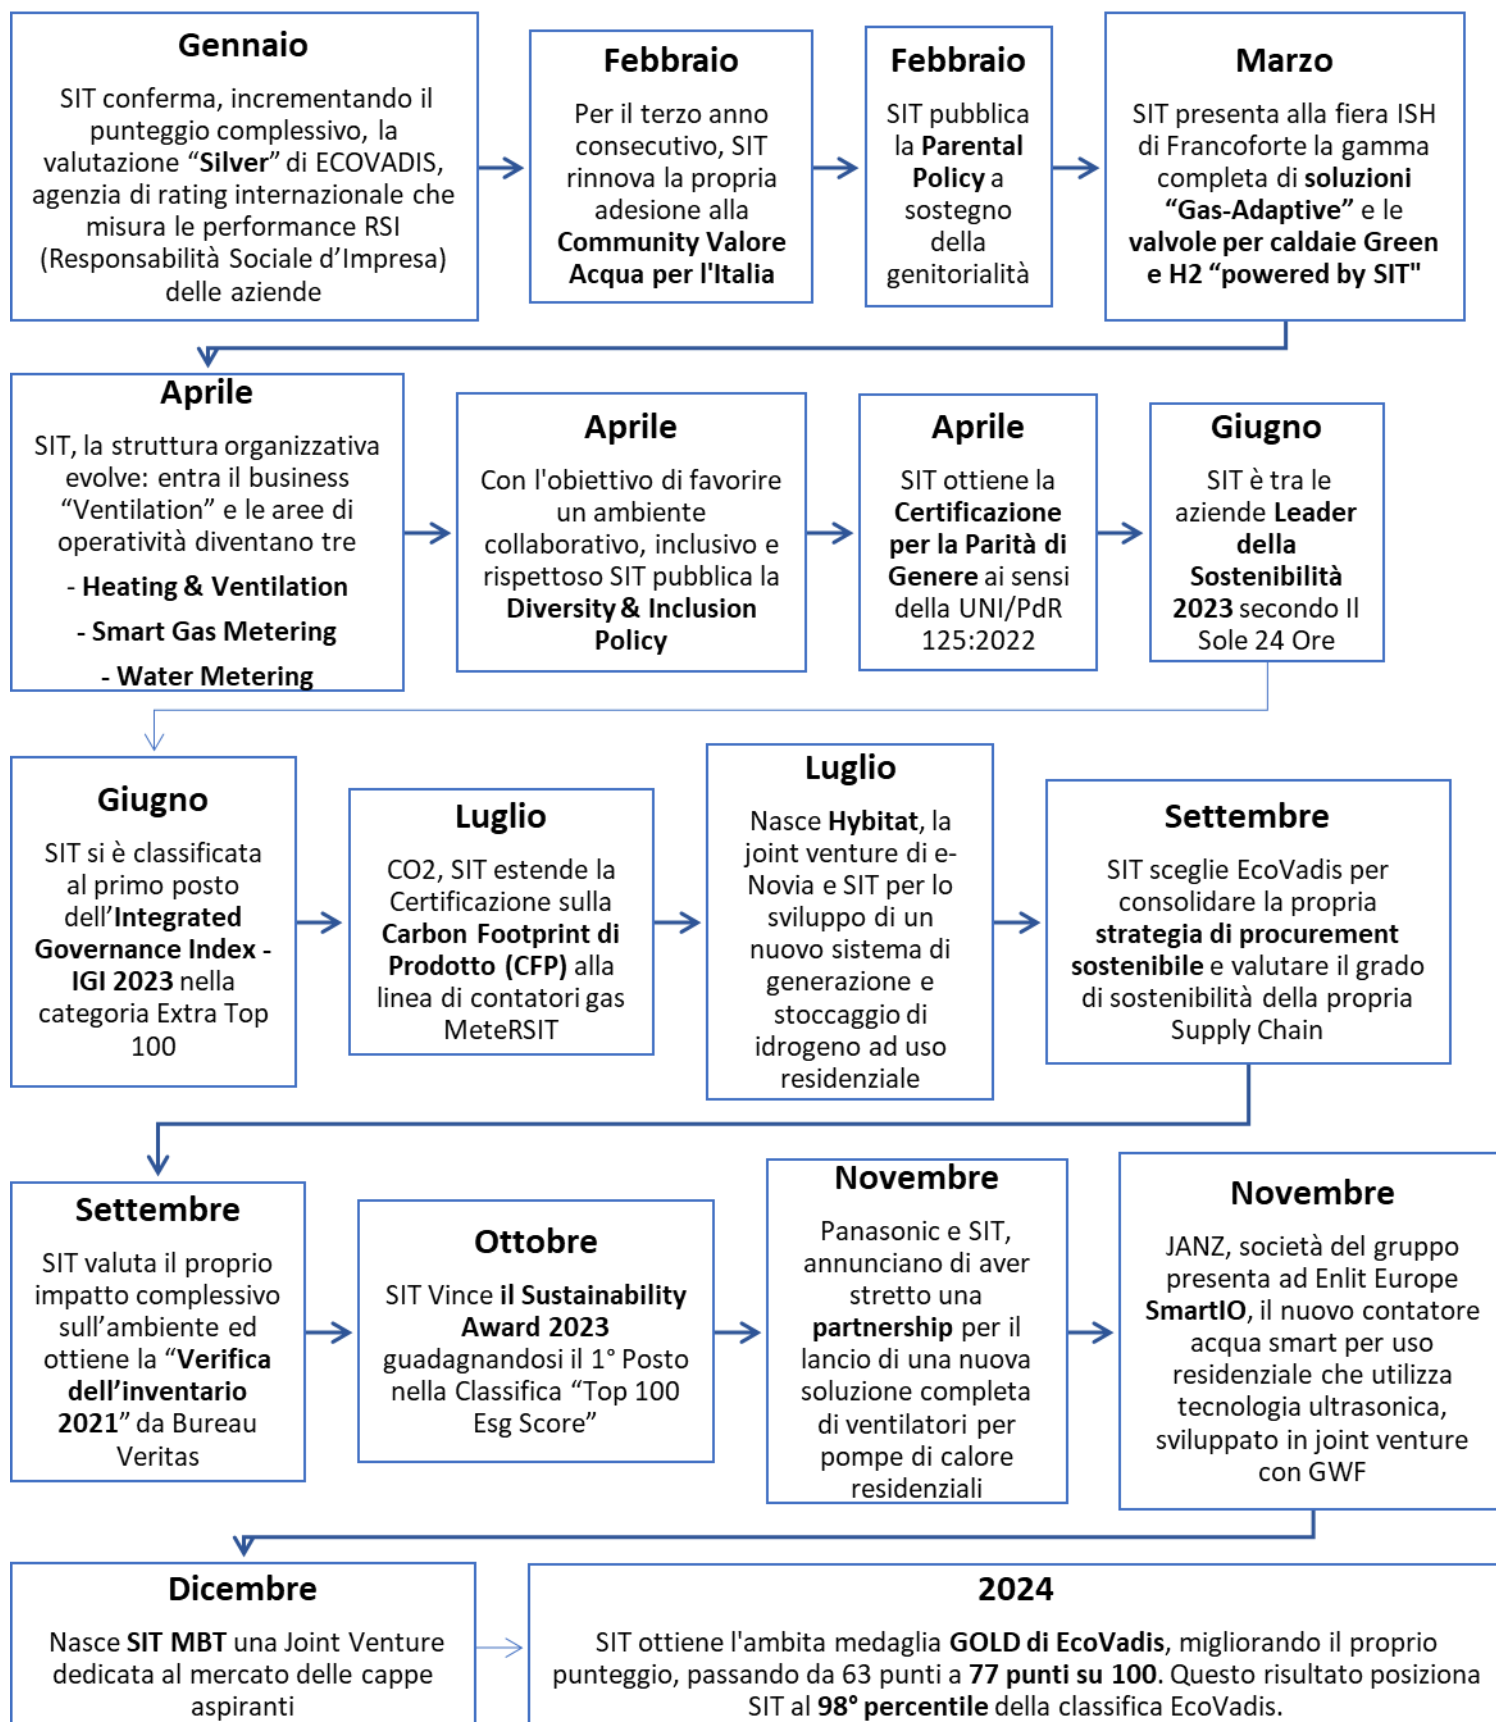 Gennaio
SIT conferma, incrementando il
punteggio complessivo, la
valutazione “Silver” di ECOVADIS,
agenzia di rating internazionale che
misura le performance RSI
(Responsabilità Sociale d’Impresa)
delle aziende
Febbraio
Per il terzo anno
consecutivo, SIT
rinnova la propria
adesione alla
Community Valore
Acqua per l'Italia
Febbraio
SIT pubblica
la Parental
Policy a
sostegno
della
genitorialità
Marzo
SIT presenta alla fiera ISH
di Francoforte la gamma
completa di soluzioni
“Gas-Adaptive” e le
valvole per caldaie Green
e H2 “powered by SIT"
Aprile
SIT, la struttura organizzativa
evolve: entra il business
“Ventilation” e le aree di
operatività diventano tre
- Heating & Ventilation
- Smart Gas Metering
- Water Metering
Aprile
Con l'obiettivo di favorire
un ambiente
collaborativo, inclusivo e
rispettoso SIT pubblica la
Diversity & Inclusion
Policy
Aprile
SIT ottiene la
Certificazione
per la Parità di
Genere ai sensi
della UNI/PdR
125:2022
Giugno
SIT è tra le
aziende Leader
della
Sostenibilità
2023 secondo Il
Sole 24 Ore
Giugno
SIT si è classificata
al primo posto
dell’Integrated
Governance Index -
IGI 2023 nella
categoria Extra Top
100
Luglio
CO2, SIT estende la
Certificazione sulla
Carbon Footprint di
Prodotto (CFP) alla
linea di contatori gas
MeteRSIT
Luglio
Nasce Hybitat, la
joint venture di e-
Novia e SIT per lo
sviluppo di un
nuovo sistema di
generazione e
stoccaggio di
idrogeno ad uso
residenziale
Settembre
SIT sceglie EcoVadis per
consolidare la propria
strategia di procurement
sostenibile e valutare il grado
di sostenibilità della propria
Supply Chain
Settembre
SIT valuta il proprio
impatto complessivo
sull’ambiente ed
ottiene la “Verifica
dell’inventario
2021” da Bureau
Veritas
Ottobre
SIT Vince il Sustainability
Award 2023
guadagnandosi il 1° Posto
nella Classifica “Top 100
Esg Score”
Novembre
Panasonic e SIT,
annunciano di aver
stretto una
partnership per il
lancio di una nuova
soluzione completa
di ventilatori per
pompe di calore
residenziali
Novembre
JANZ, società del gruppo
presenta ad Enlit Europe
SmartIO, il nuovo contatore
acqua smart per uso
residenziale che utilizza
tecnologia ultrasonica,
sviluppato in joint venture
con GWF
Dicembre
Nasce SIT MBT una Joint Venture
dedicata al mercato delle cappe
aspiranti
2024
SIT ottiene l'ambita medaglia GOLD di EcoVadis, migliorando il proprio
punteggio, passando da 63 punti a 77 punti su 100. Questo risultato posiziona
SIT al 98° percentile della classifica EcoVadis.